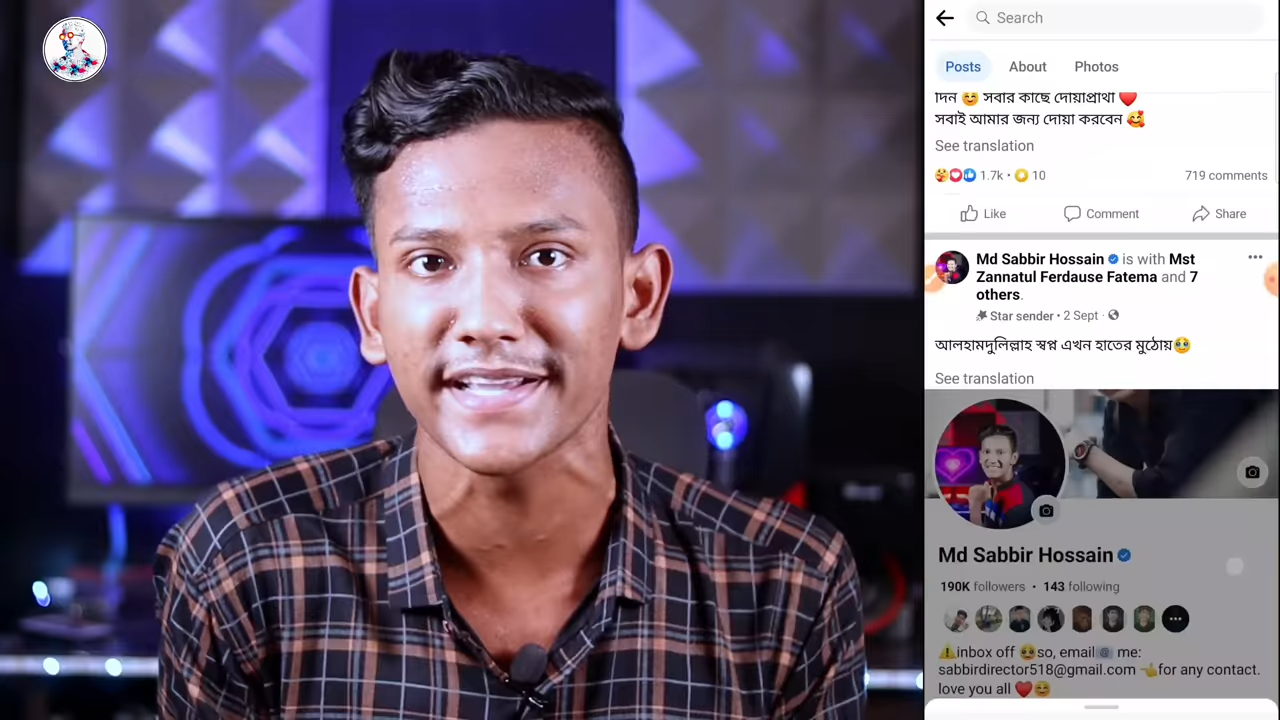 Search
Posts About Photos
দিন 😊 সবার কাছে দোয়াপ্রাথা ❤️
সবাই আমার জন্য দোয়া করবেন 🥰
See translation
1.7k • 10 719 comments
Like Comment Share
Md Sabbir Hossain is with Mst
Zannatul Ferdause Fatema and 7
others.
Star sender • 2 Sept ·
আলহামদুলিল্লাহ স্বপ্ন এখন হাতের মুঠোয়🥹
See translation
Md Sabbir Hossain
190K followers • 143 following
⚠️inbox off 🥹so, email📧 me:
sabbirdirector518@gmail.com 👈for any contact.
love you all ❤️😊